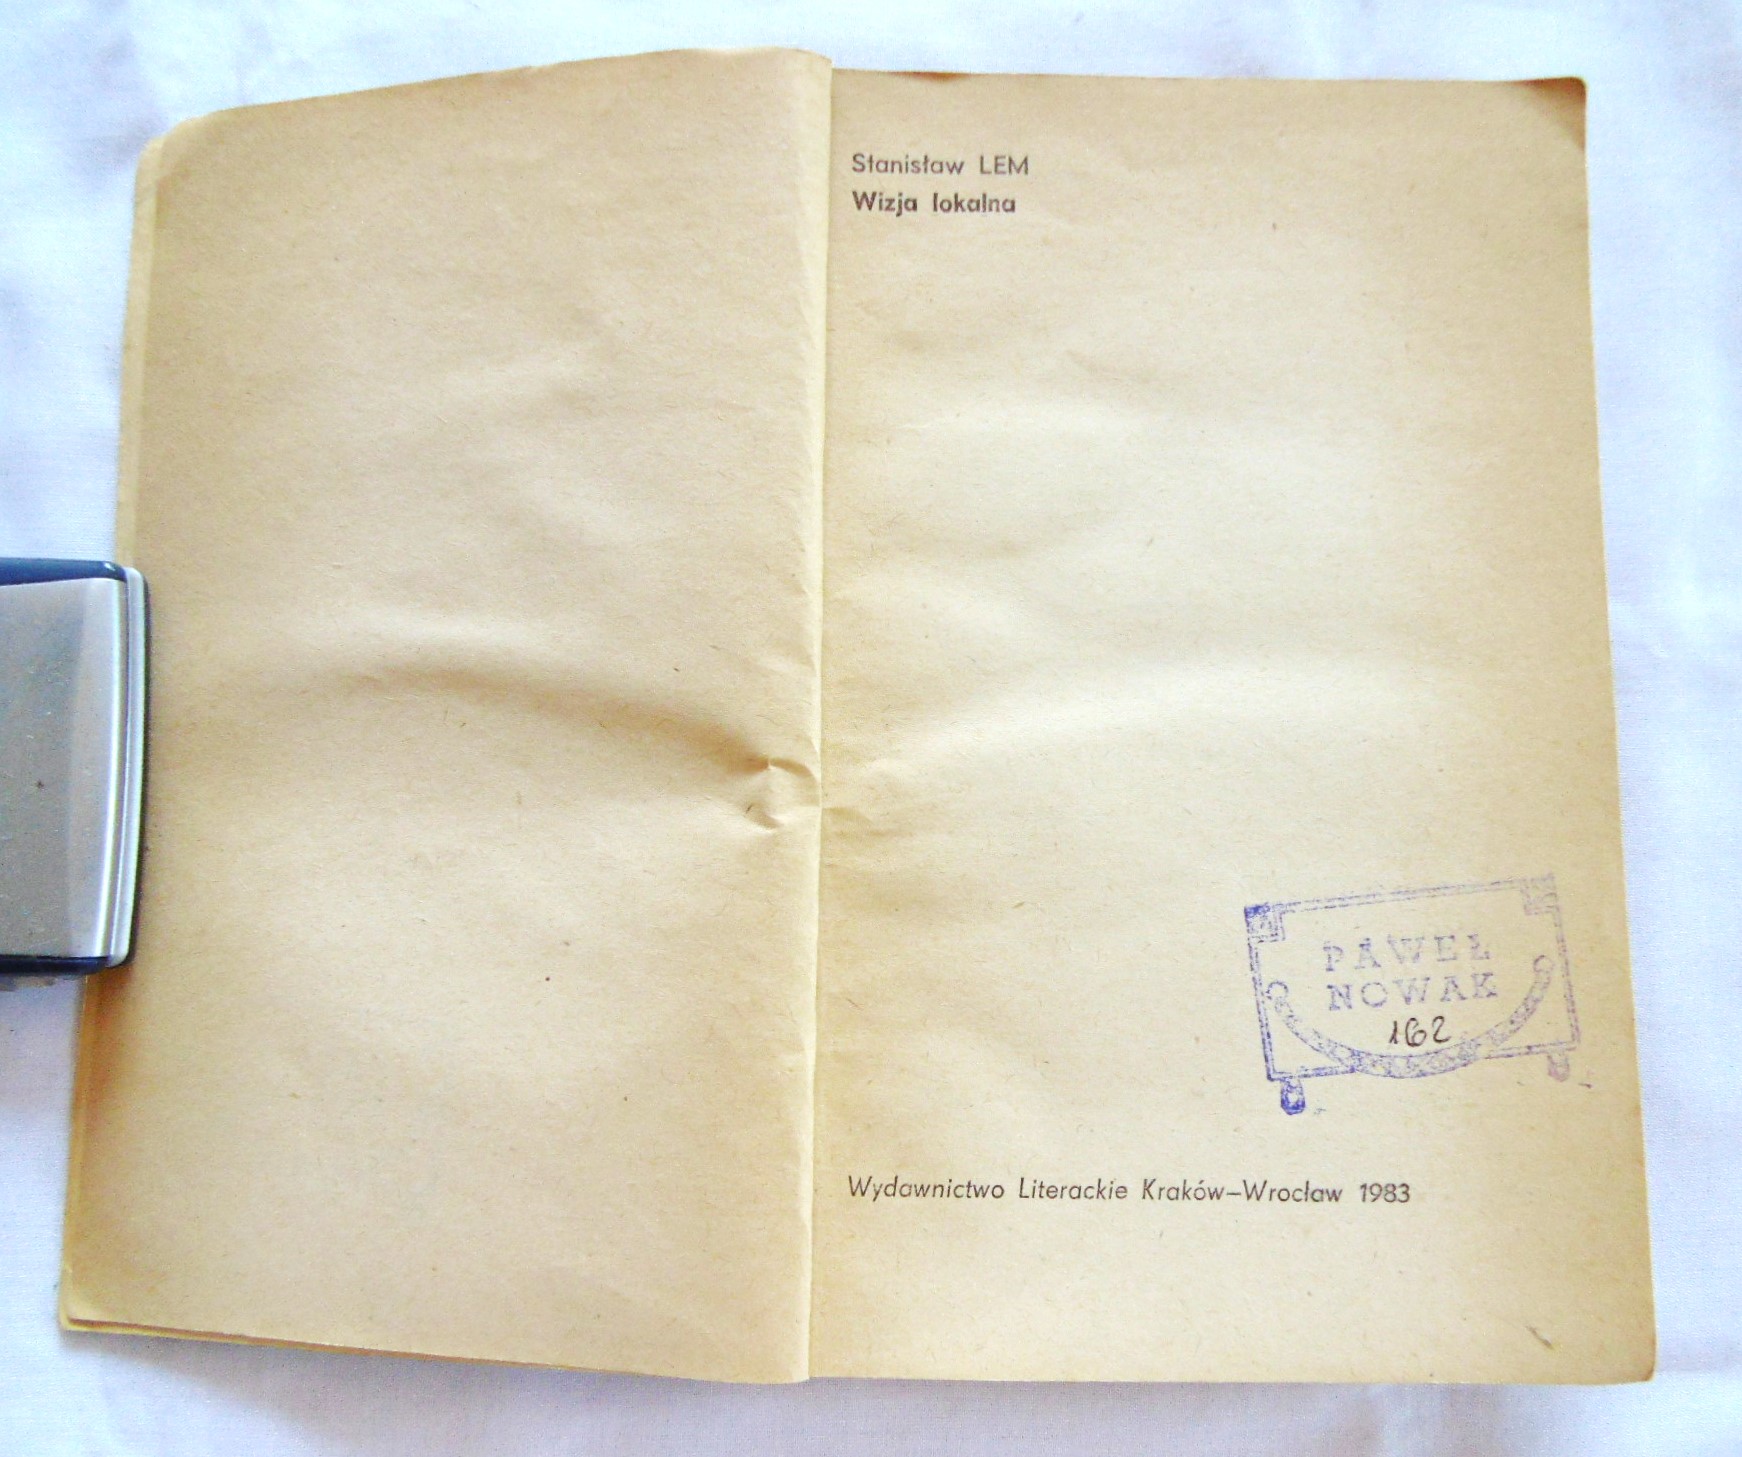 Stanisław LEM
Wizja lokalna
PAWEŁ
NOWAK
162
Wydawnictwo Literackie Kraków–Wrocław 1983